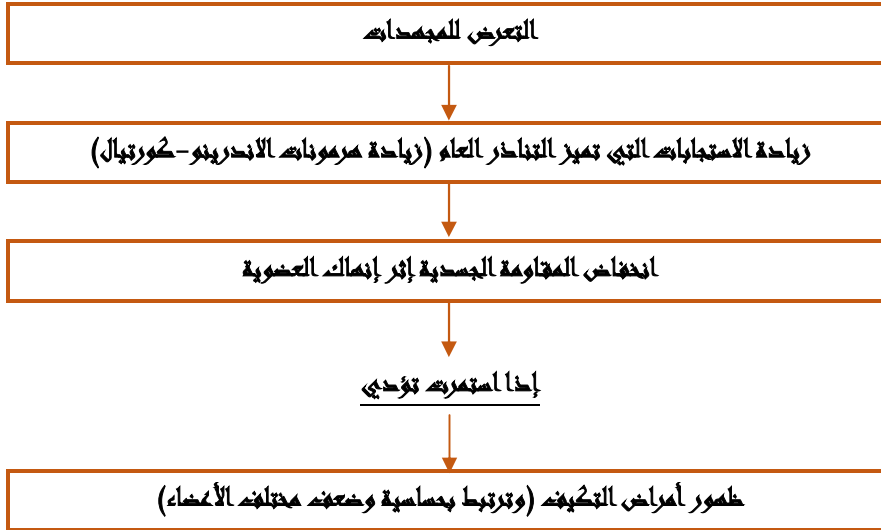 التعرض للمجهدات
زيادة الاستجابات التي تميز التناذر العام (زيادة هرمونات الاندرينو-كورتيال)
انخفاض المقاومة الجسدية إثر إنهاك العضوية
إذا استمرت تؤدي
ظهور أمراض التكيف (وترتبط بحساسية وضعف مختلف الأعضاء)